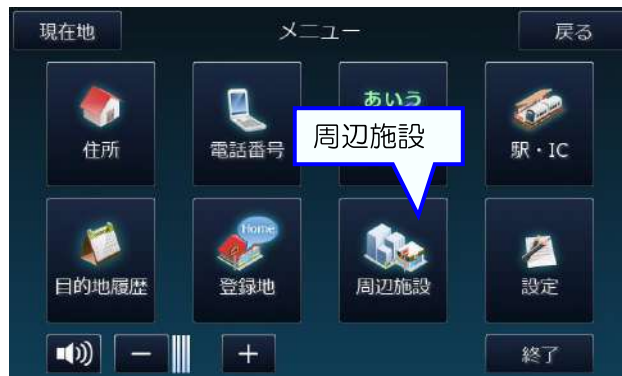 現在地
メニュー
戻る
住所
電話番号
あいう
駅・IC
周辺施設
目的地履歴
Home
登録地
周辺施設
設定
終了